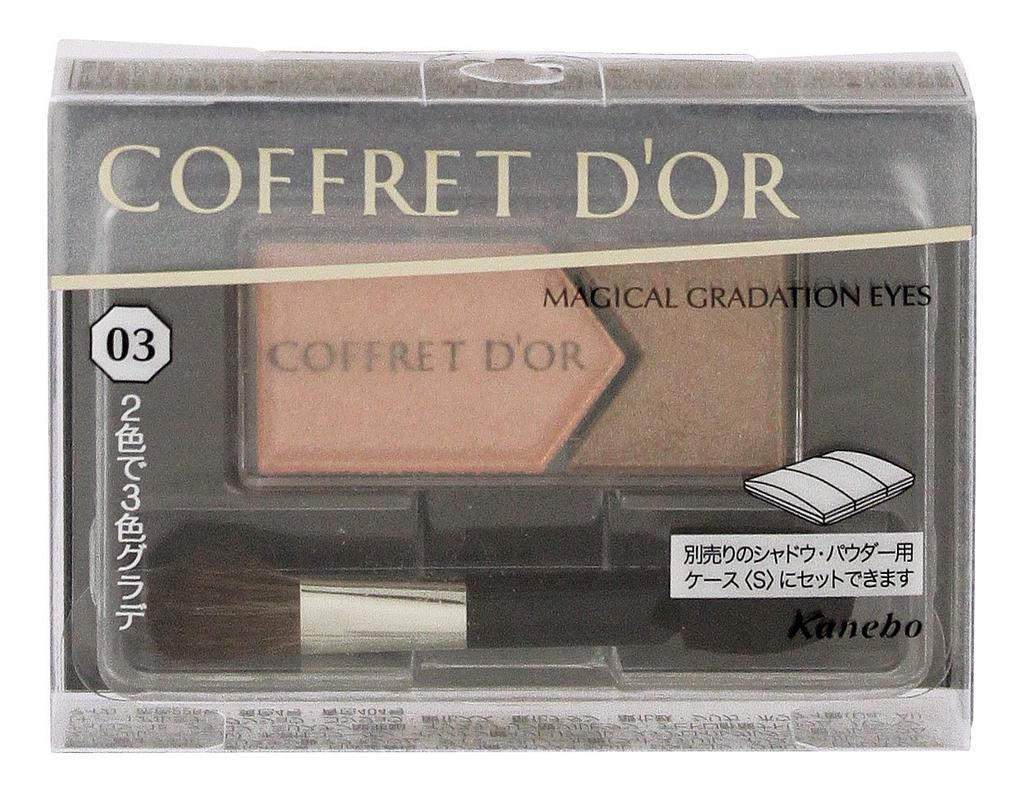 COFFRET D'OR
MAGICAL GRADATION EYES
03
COFFRET D'OR
2色で3色グラデ
別売りのシャドウ・パウダー用
ケース〈S〉にセットできます
Kanebo